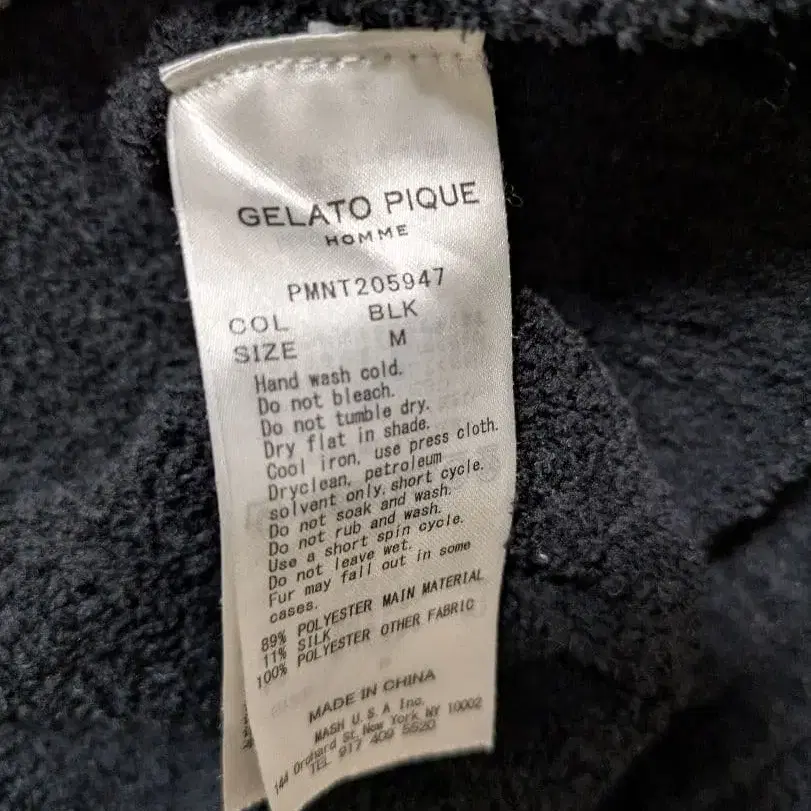 GELATO PIQUE
HOMME
PMNT205947
COL BLK
SIZE M
Hand wash cold.
Do not bleach.
Do not tumble dry.
Dry flat in shade.
Cool iron, use press cloth.
Dryclean, petroleum
solvent only, short cycle.
Do not soak and wash.
Do not rub and wash.
Use a short spin cycle.
Do not leave wet.
Fur may fall out in some
cases.
89% POLYESTER MAIN MATERIAL
11% SILK
100% POLYESTER OTHER FABRIC
MADE IN CHINA
MASH U.S.A Inc.
144 Orchard St, New York NY 10002
TEL 917 409 5520